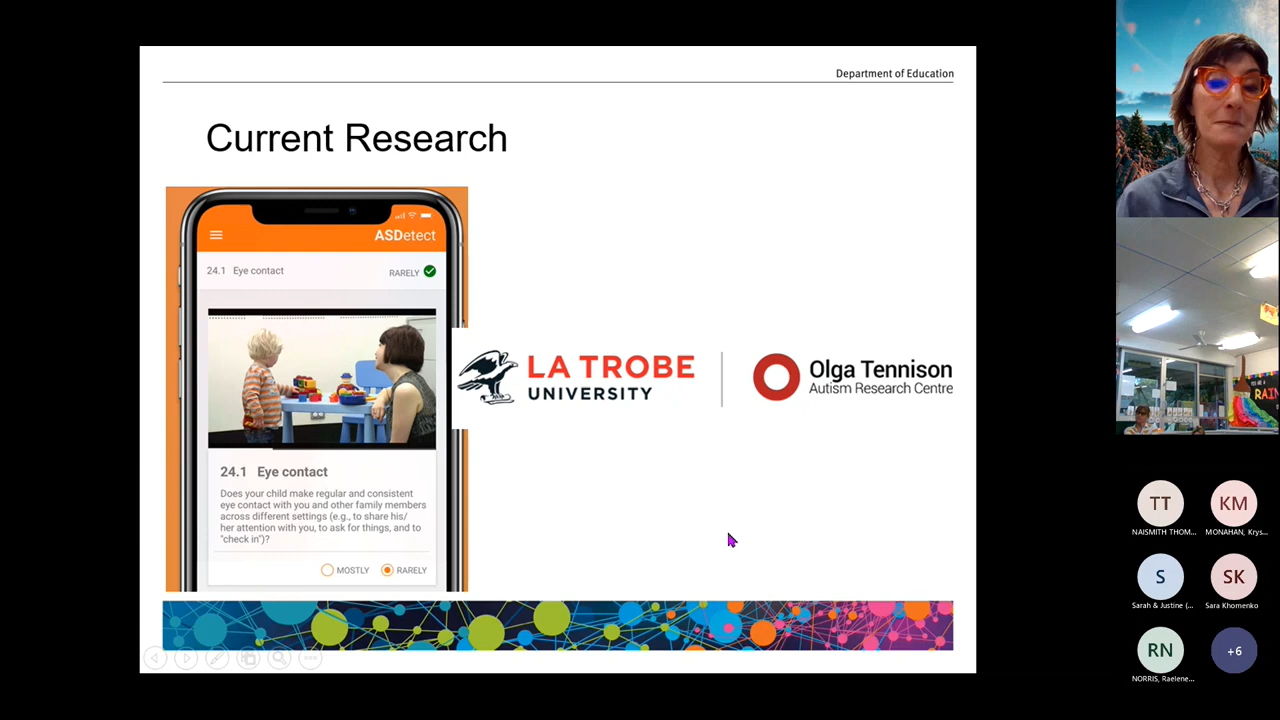 Department of Education
Current Research
ASDetect
24.1 Eye contact
RARELY
24.1 Eye contact
Does your child make regular and consistent
eye contact with you and other family members
across different settings (e.g., to share his/
her attention with you, to ask for things, and to
"check in")?
MOSTLY
RARELY
LA TROBE
UNIVERSITY
Olga Tennison
Autism Research Centre
TT
NAISMITH THOM...
KM
MONAHAN, Krys...
S
Sarah & Justine (...
SK
Sara Khomenko
RN
NORRIS, Raelene...
+6